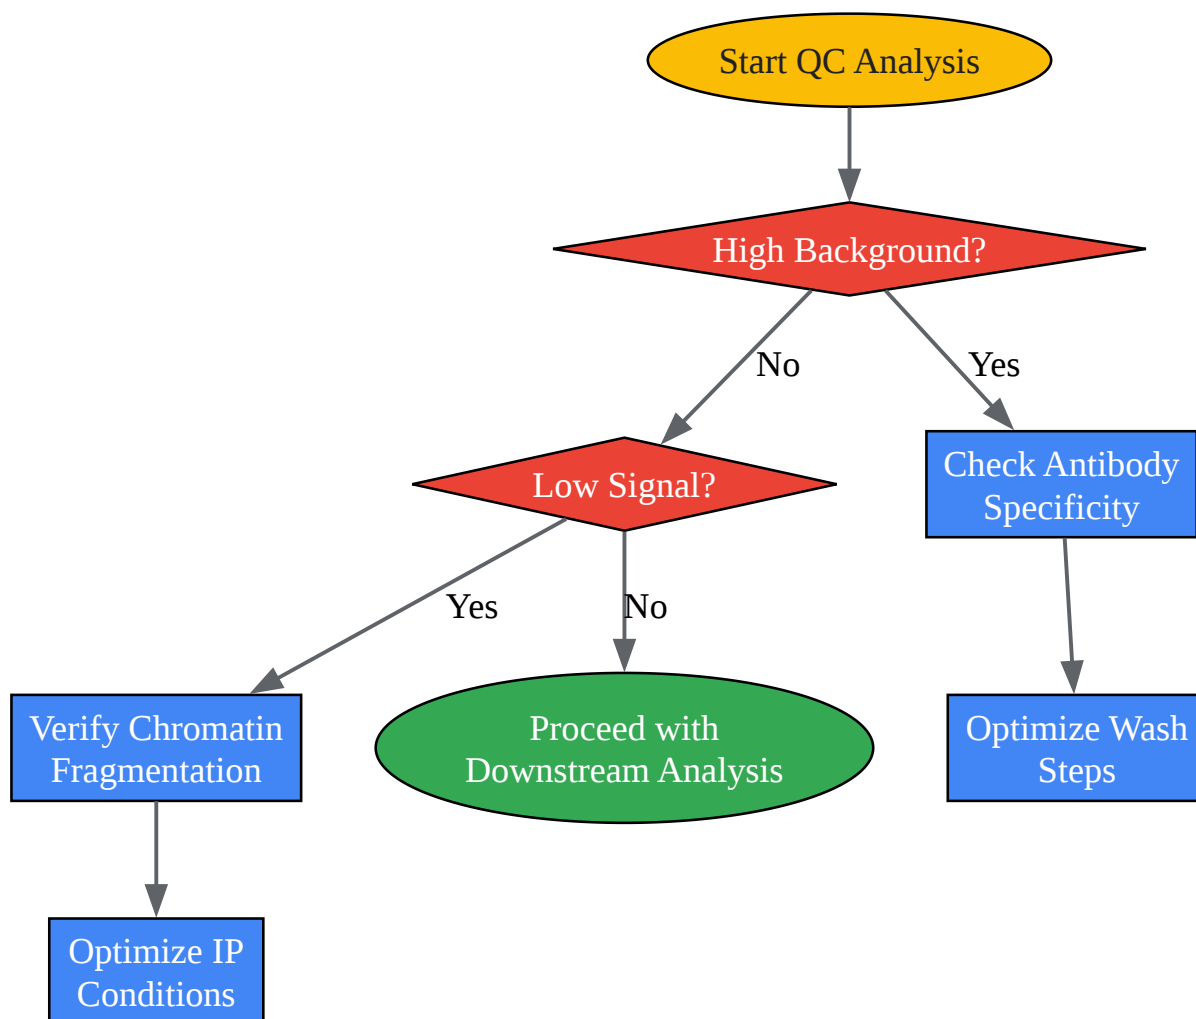 Start QC Analysis
High Background?
No
Yes
Low Signal?
Check Antibody
Specificity
Yes
No
Verify Chromatin
Fragmentation
Proceed with
Downstream Analysis
Optimize Wash
Steps
Optimize IP
Conditions